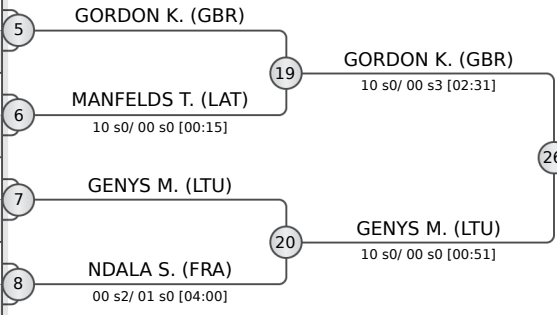 GORDON K. (GBR)
5
19
GORDON K. (GBR)
10 s0/ 00 s3 [02:31]
MANFELDS T. (LAT)
6
10 s0/ 00 s0 [00:15]
26
GENYS M. (LTU)
7
20
GENYS M. (LTU)
10 s0/ 00 s0 [00:51]
NDALA S. (FRA)
8
00 s2/ 01 s0 [04:00]